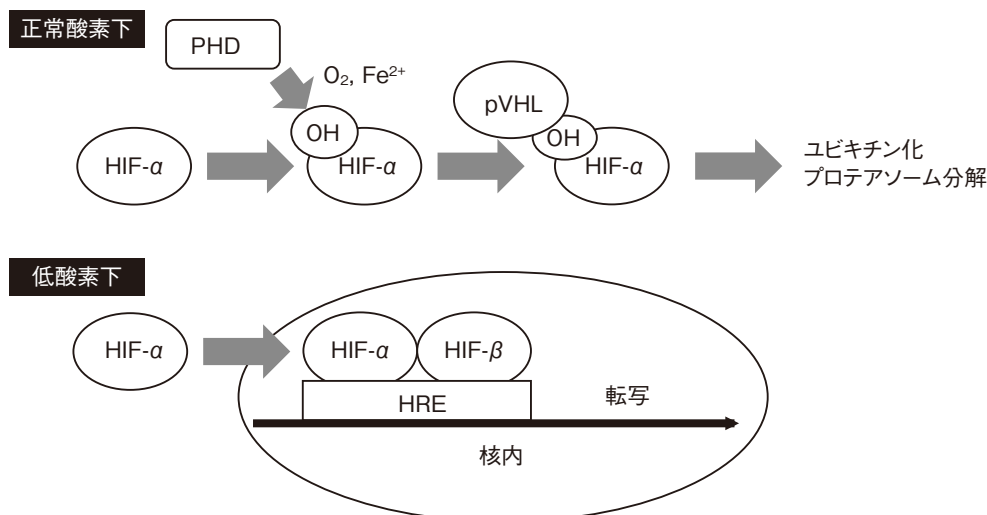 正常酸素下
PHD
O₂, Fe²⁺
HIF-α
OH
HIF-α
pVHL
OH
HIF-α
ユビキチン化
プロテアソーム分解
低酸素下
HIF-α
HIF-α
HIF-β
HRE
転写
核内